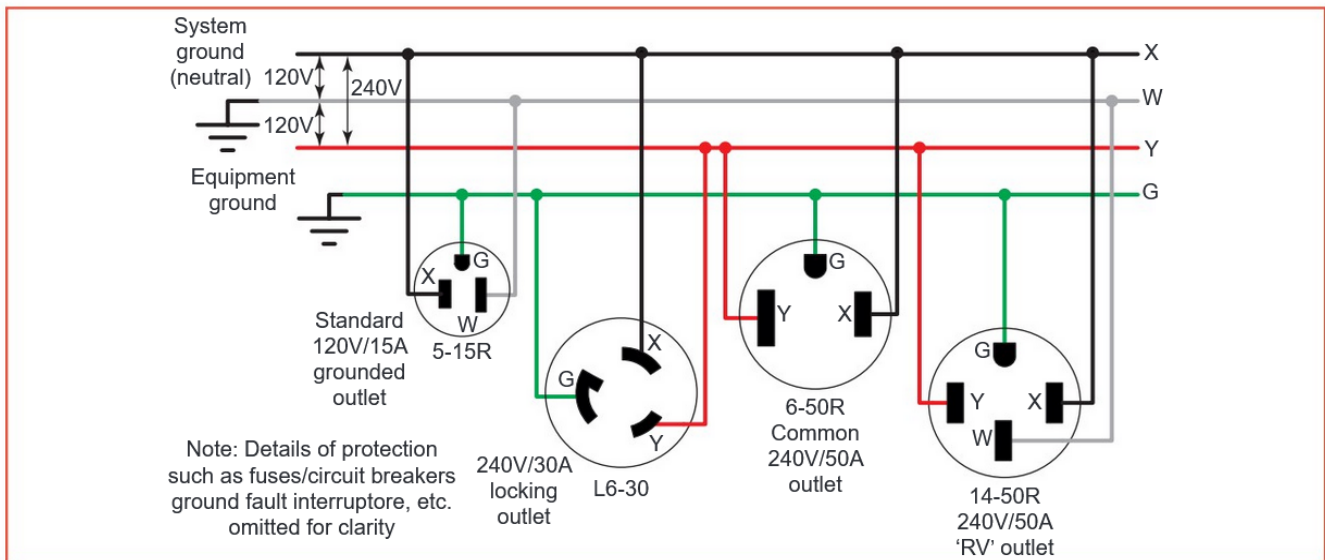 System
ground
(neutral)
120V
240V
120V
X
W
Y
G
Equipment
ground
X
G
W
Standard
120V/15A
grounded
outlet
5-15R
G
X
Y
240V/30A
locking
outlet
L6-30
G
Y
X
6-50R
Common
240V/50A
outlet
G
Y
X
W
14-50R
240V/50A
‘RV’ outlet
Note: Details of protection
such as fuses/circuit breakers
ground fault interruptore, etc.
omitted for clarity